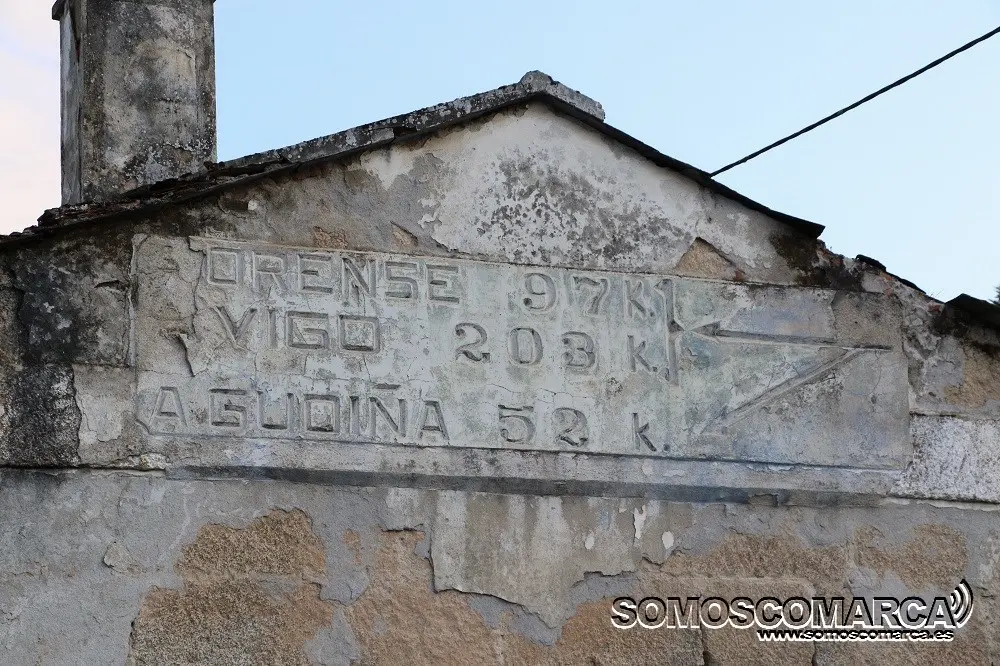 ORENSE 97 K.
VIGO 203 K.
A GUDIÑA 52 K.
SOMOSCOMARCA
www.somoscomarca.es